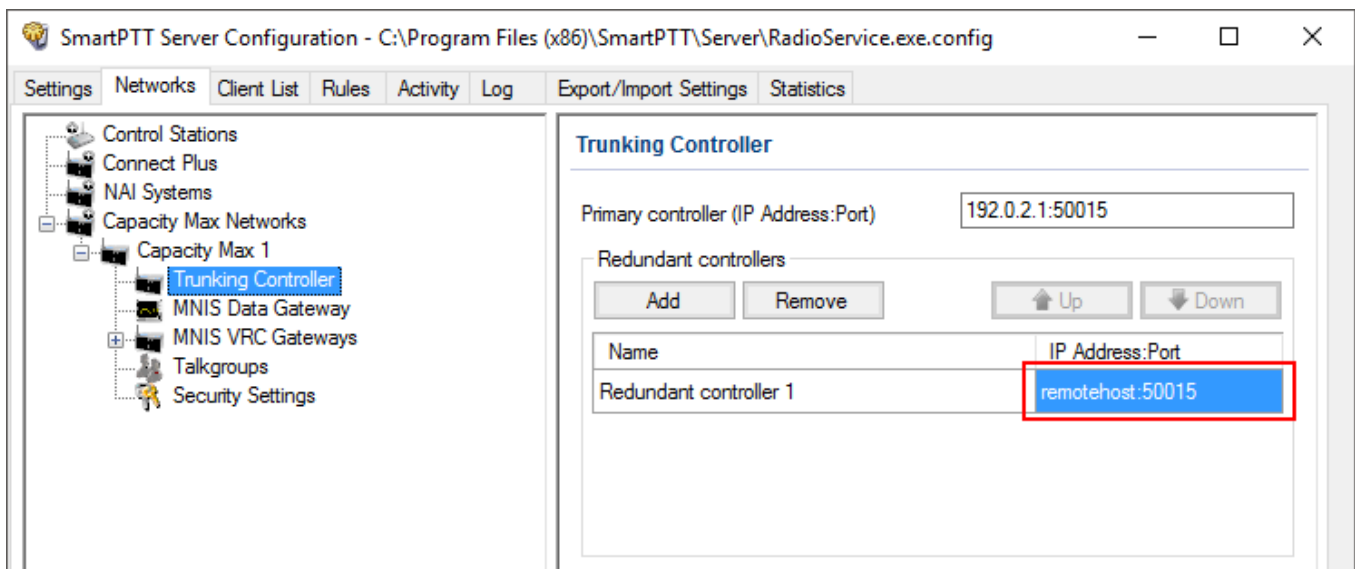 SmartPTT Server Configuration - C:\Program Files (x86)\SmartPTT\Server\RadioService.exe.config
Settings Networks Client List Rules Activity Log Export/Import Settings Statistics
Control Stations
Connect Plus
NAI Systems
Capacity Max Networks
Capacity Max 1
Trunking Controller
MNIS Data Gateway
MNIS VRC Gateways
Talkgroups
Security Settings
Trunking Controller
Primary controller (IP Address:Port) 192.0.2.1:50015
Redundant controllers
Add Remove Up Down
Name IP Address:Port
Redundant controller 1 remotehost:50015